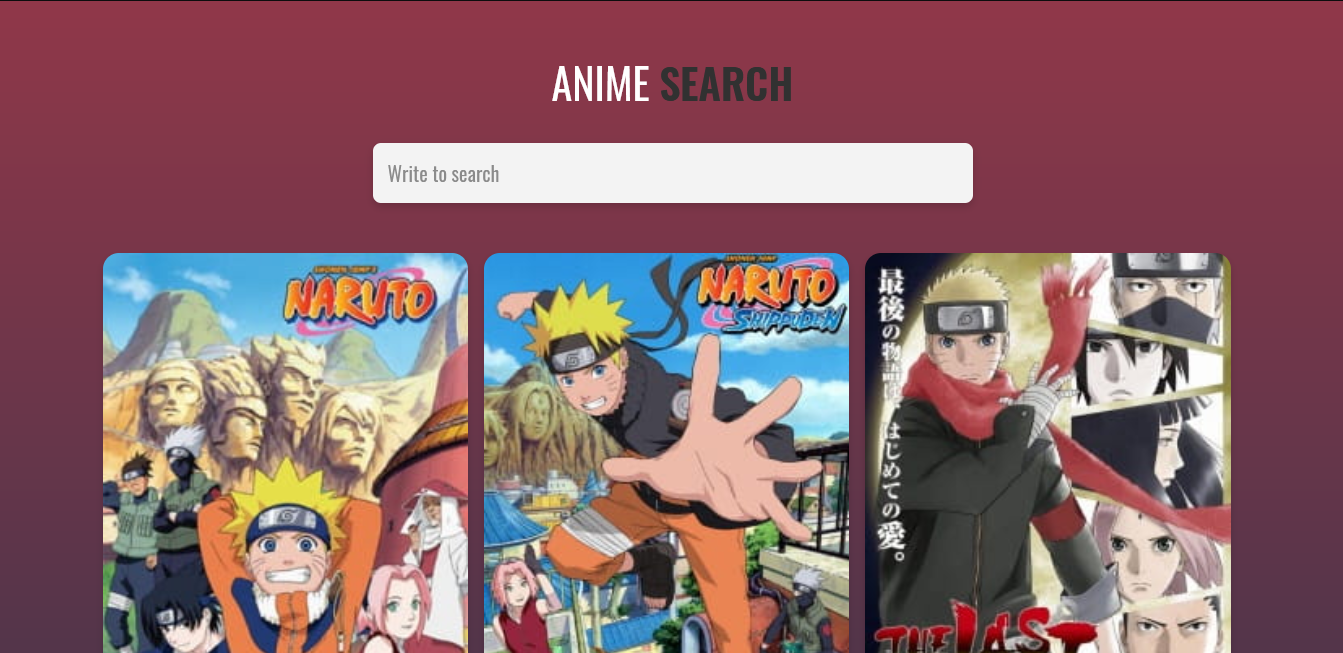 ANIME SEARCH
Write to search
SHONEN JUMP'S
NARUTO
SHONEN JUMP
NARUTO
SHIPPUDEN
最後の物語は、はじめての愛。
THE LAST